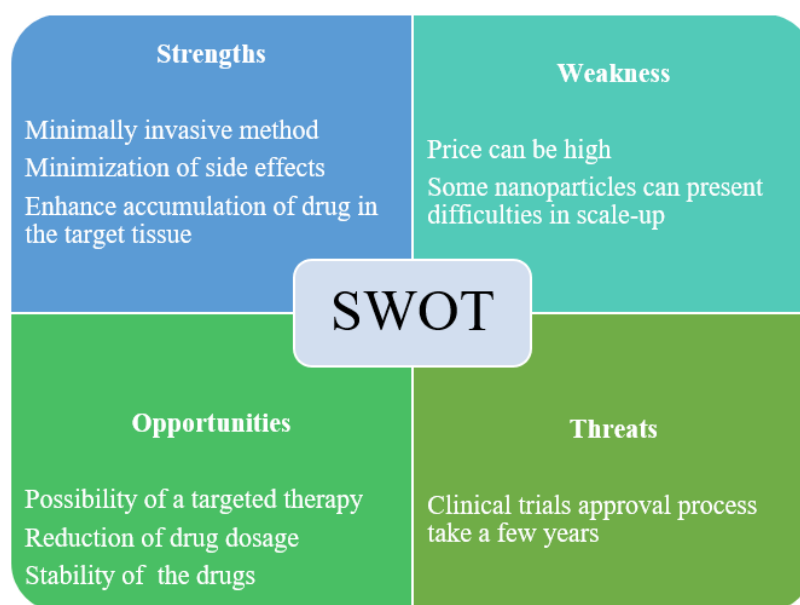 Strengths
Minimally invasive method
Minimization of side effects
Enhance accumulation of drug in
the target tissue
Weakness
Price can be high
Some nanoparticles can present
difficulties in scale-up
SWOT
Opportunities
Possibility of a targeted therapy
Reduction of drug dosage
Stability of  the drugs
Threats
Clinical trials approval process
take a few years